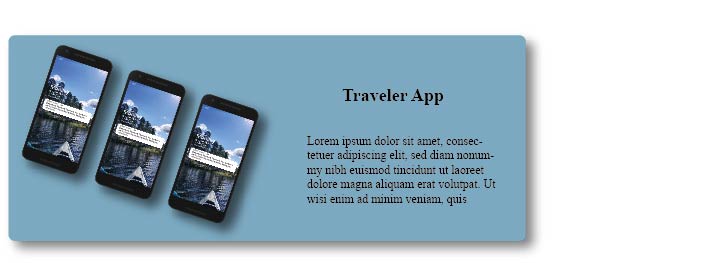 Traveler App
Lorem ipsum dolor sit amet, consec-
tetuer adipiscing elit, sed diam nonum-
my nibh euismod tincidunt ut laoreet
dolore magna aliquam erat volutpat. Ut
wisi enim ad minim veniam, quis